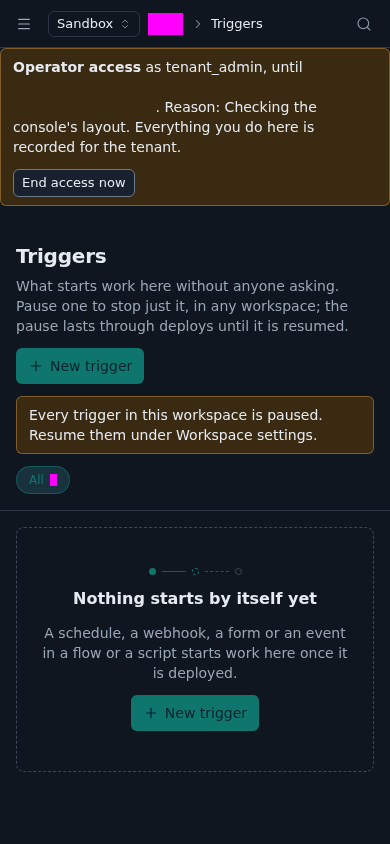 Sandbox
Triggers
Operator access as tenant_admin, until
. Reason: Checking the
console's layout. Everything you do here is
recorded for the tenant.
End access now
Triggers
What starts work here without anyone asking.
Pause one to stop just it, in any workspace; the
pause lasts through deploys until it is resumed.
New trigger
Every trigger in this workspace is paused.
Resume them under Workspace settings.
All
Nothing starts by itself yet
A schedule, a webhook, a form or an event
in a flow or a script starts work here once it
is deployed.
New trigger